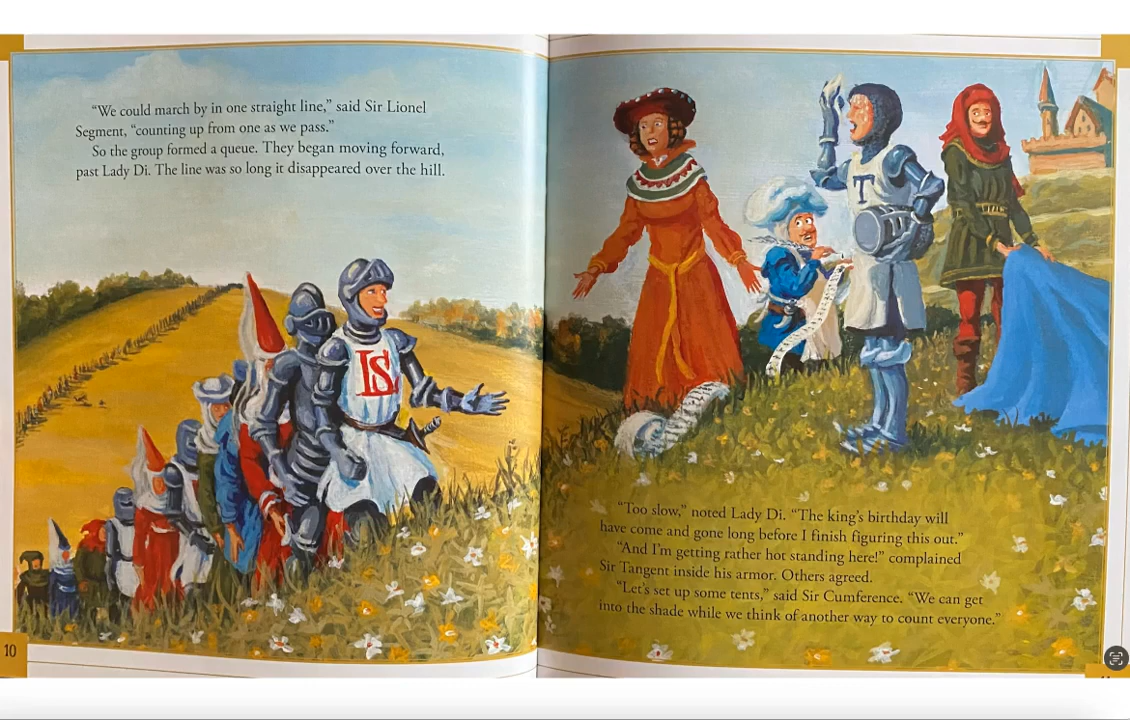 “We could march by in one straight line,” said Sir Lionel
Segment, “counting up from one as we pass.”
So the group formed a queue. They began moving forward,
past Lady Di. The line was so long it disappeared over the hill.
LS
10
T
“Too slow,” noted Lady Di. “The king’s birthday will
have come and gone long before I finish figuring this out.”
“And I’m getting rather hot standing here!” complained
Sir Tangent inside his armor. Others agreed.
“Let’s set up some tents,” said Sir Cumference. “We can get
into the shade while we think of another way to count everyone.”